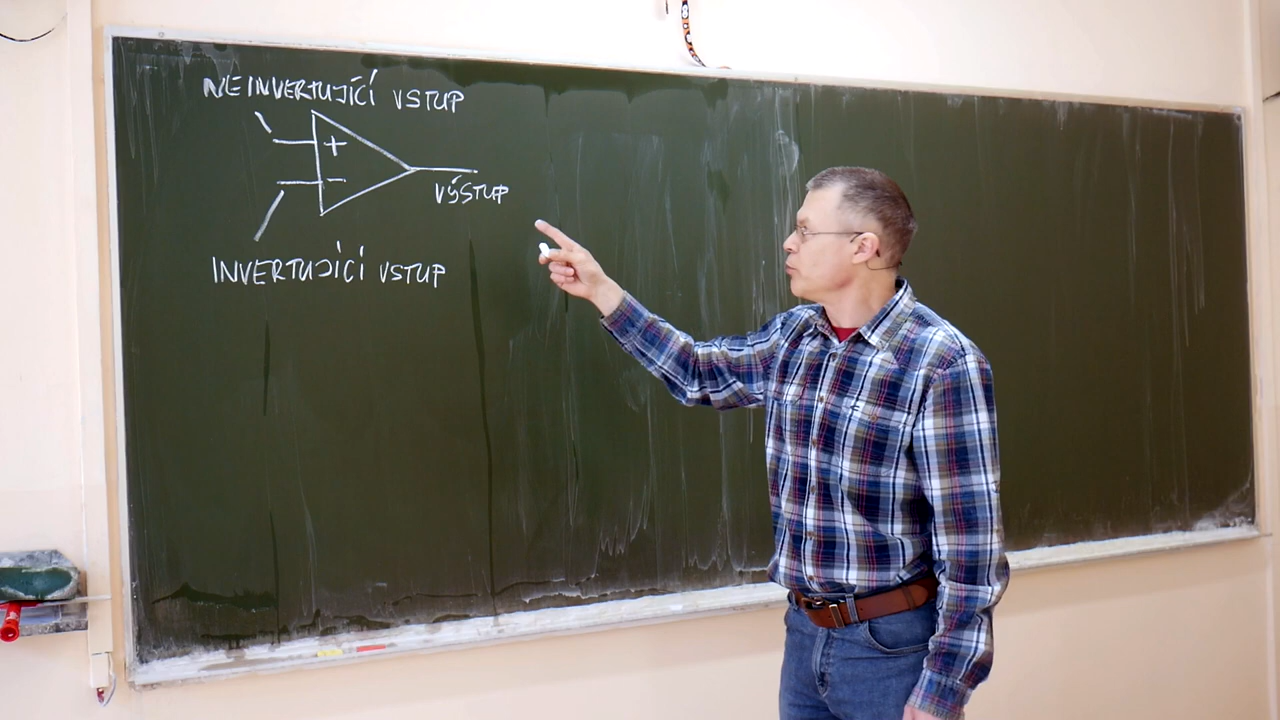 NEINVERTUJÍCÍ VSTUP
+
-
VÝSTUP
INVERTUJÍCÍ VSTUP